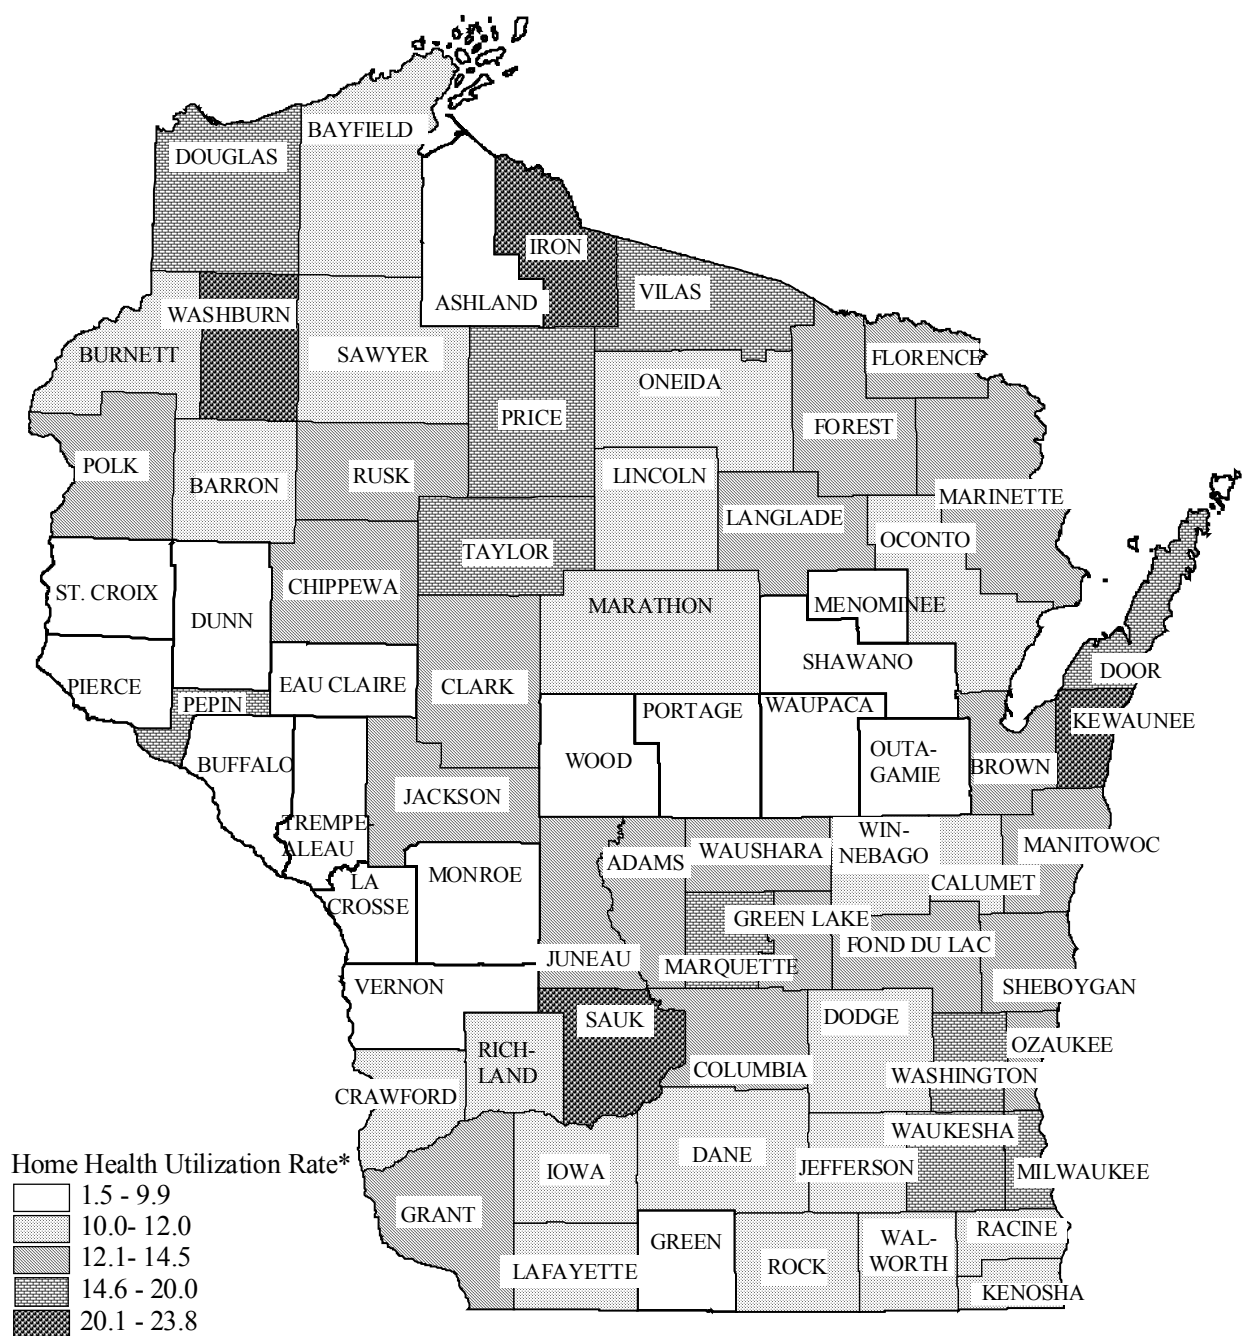 BAYFIELD
DOUGLAS
IRON
ASHLAND
VILAS
WASHBURN
BURNETT
SAWYER
FLORENCE
ONEIDA
PRICE
FOREST
POLK
BARRON
RUSK
LINCOLN
MARINETTE
LANGLADE
OCONTO
TAYLOR
CHIPPEWA
ST. CROIX
DUNN
MARATHON
MENOMINEE
SHAWANO
DOOR
PIERCE
EAU CLAIRE
CLARK
PEPIN
PORTAGE
WAUPACA
KEWAUNEE
BUFFALO
WOOD
OUTA-
GAMIE
BROWN
JACKSON
TREMPE-
ALEAU
ADAMS
WAUSHARA
WIN-
NEBAGO
MANITOWOC
MONROE
LA
CROSSE
CALUMET
GREEN LAKE
FOND DU LAC
JUNEAU
MARQUETTE
VERNON
SHEBOYGAN
SAUK
DODGE
RICH-
LAND
COLUMBIA
OZAUKEE
WASHINGTON
CRAWFORD
WAUKESHA
DANE
IOWA
JEFFERSON
MILWAUKEE
GRANT
GREEN
RACINE
WAL-
WORTH
ROCK
LAFAYETTE
KENOSHA
Home Health Utilization Rate*
1.5 - 9.9
10.0- 12.0
12.1- 14.5
14.6 - 20.0
20.1 - 23.8